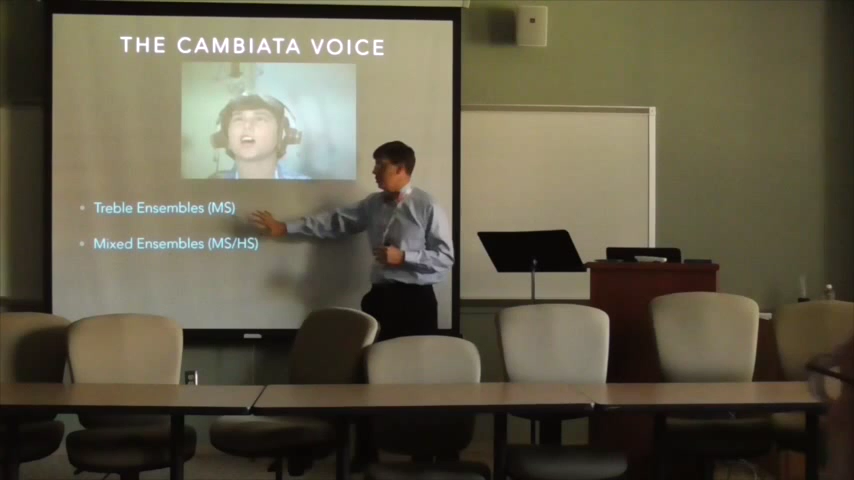 THE CAMBIATA VOICE
• Treble Ensembles (MS)
• Mixed Ensembles (MS/HS)